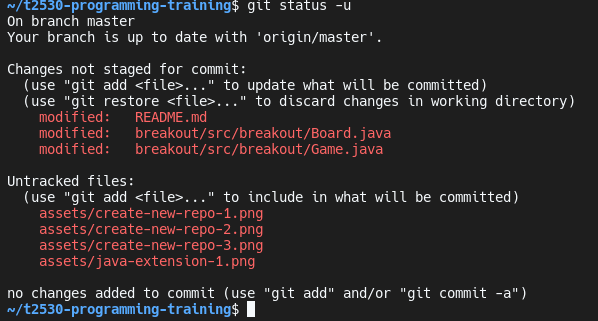 ~/t2530-programming-training$ git status -u
On branch master
Your branch is up to date with 'origin/master'.
Changes not staged for commit:
(use "git add <file>..." to update what will be committed)
(use "git restore <file>..." to discard changes in working directory)
modified: README.md
modified: breakout/src/breakout/Board.java
modified: breakout/src/breakout/Game.java
Untracked files:
(use "git add <file>..." to include in what will be committed)
assets/create-new-repo-1.png
assets/create-new-repo-2.png
assets/create-new-repo-3.png
assets/java-extension-1.png
no changes added to commit (use "git add" and/or "git commit -a")
~/t2530-programming-training$